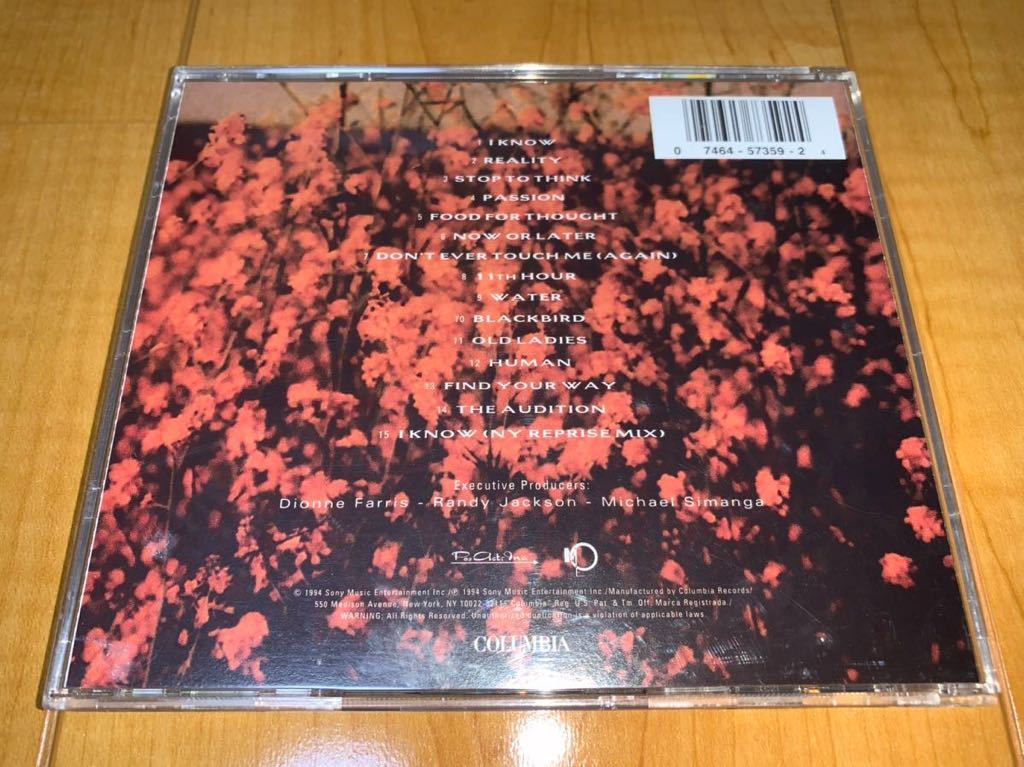 0 7464-57359-2 4
1 I KNOW
2 REALITY
3 STOP TO THINK
4 PASSION
5 FOOD FOR THOUGHT
6 NOW OR LATER
7 DON'T EVER TOUCH ME (AGAIN)
8 11TH HOUR
9 WATER
10 BLACKBIRD
11 OLD LADIES
12 HUMAN
13 FIND YOUR WAY
14 THE AUDITION
15 I KNOW (NY REPRISE MIX)
Executive Producers:
Dionne Farris - Randy Jackson - Michael Simanga
© 1994 Sony Music Entertainment Inc./℗ 1994 Sony Music Entertainment Inc./Manufactured by Columbia Records/
550 Madison Avenue, New York, NY 10022-3211/"Columbia" Reg. U.S. Pat. & Tm. Off. Marca Registrada./
WARNING: All Rights Reserved. Unauthorized duplication is a violation of applicable laws.
COLUMBIA